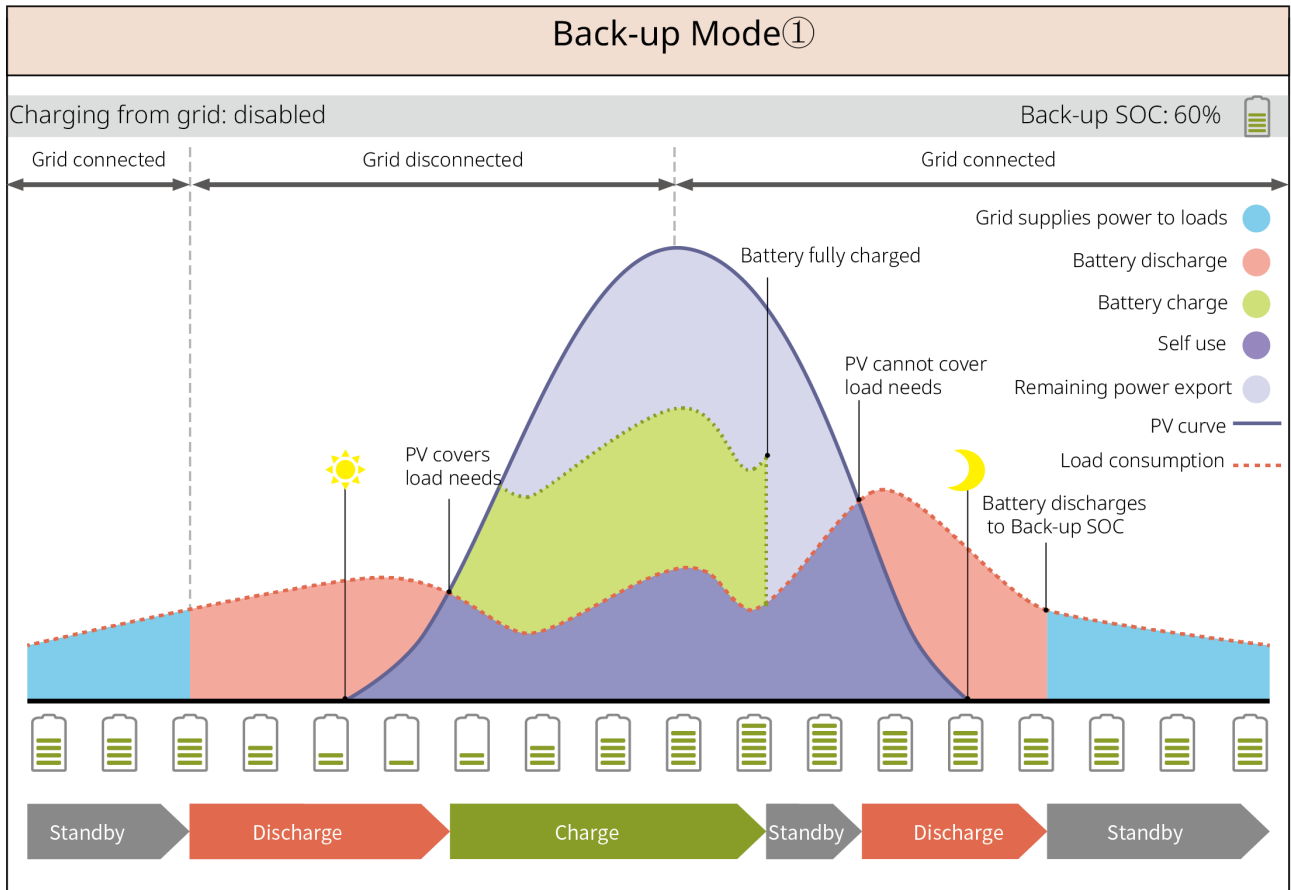 Back-up Mode①
Charging from grid: disabled
Back-up SOC: 60%
Grid connected
Grid disconnected
Grid connected
Grid supplies power to loads
Battery discharge
Battery charge
Self use
Remaining power export
PV curve
Load consumption
Battery fully charged
PV cannot cover
load needs
PV covers
load needs
Battery discharges
to Back-up SOC
Standby
Discharge
Charge
Standby
Discharge
Standby